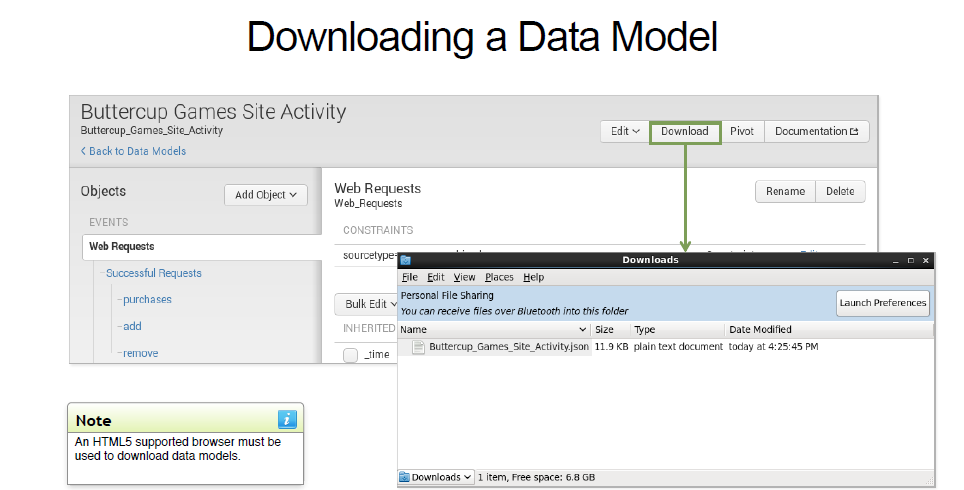 Downloading a Data Model
Buttercup Games Site Activity
Buttercup_Games_Site_Activity
Back to Data Models
Edit Download Pivot Documentation
Objects
Add Object
EVENTS
Web Requests
Successful Requests
purchases
add
remove
Web Requests
Web_Requests
Rename Delete
CONSTRAINTS
Bulk Edit
INHERITED
_time
Downloads
File Edit View Places Help
Personal File Sharing
You can receive files over Bluetooth into this folder
Launch Preferences
Name Size Type Date Modified
Buttercup_Games_Site_Activity.json 11.9 KB plain text document today at 4:25:45 PM
Downloads 1 item, Free space: 6.8 GB
Note
An HTML5 supported browser must be
used to download data models.